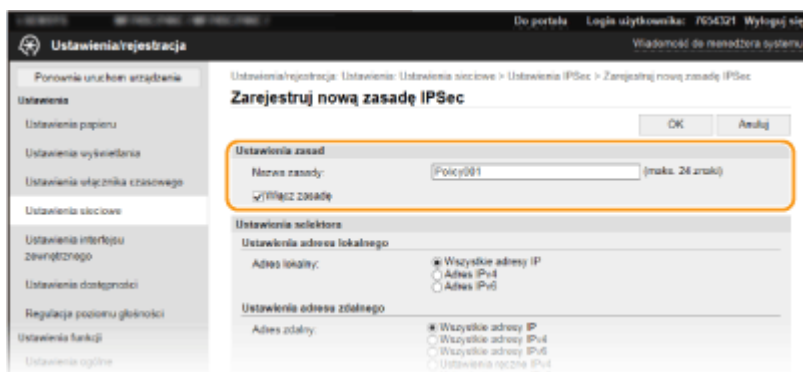 Do portalu Login użytkownika: 7654321 Wyloguj się
Ustawienia/rejestracja
Wiadomość do menedżera systemu
Ponownie uruchom urządzenie
Ustawienia
Ustawienia papieru
Ustawienia wyświetlania
Ustawienia włącznika czasowego
Ustawienia sieciowe
Ustawienia interfejsu
zewnętrznego
Ustawienia dostępności
Regulacja poziomu głośności
Ustawienia funkcji
Ustawienia ogólne
Ustawienia/rejestracja: Ustawienia: Ustawienia sieciowe > Ustawienia IPSec > Zarejestruj nową zasadę IPSec
Zarejestruj nową zasadę IPSec
OK Anuluj
Ustawienia zasad
Nazwa zasady: Policy001 (maks. 24 znaki)
Włącz zasadę
Ustawienia selektora
Ustawienia adresu lokalnego
Adres lokalny: Wszystkie adresy IP
Adres IPv4
Adres IPv6
Ustawienia adresu zdalnego
Adres zdalny: Wszystkie adresy IP
Wszystkie adresy IPv4
Wszystkie adresy IPv6
Ustawienia ręczne IPv4